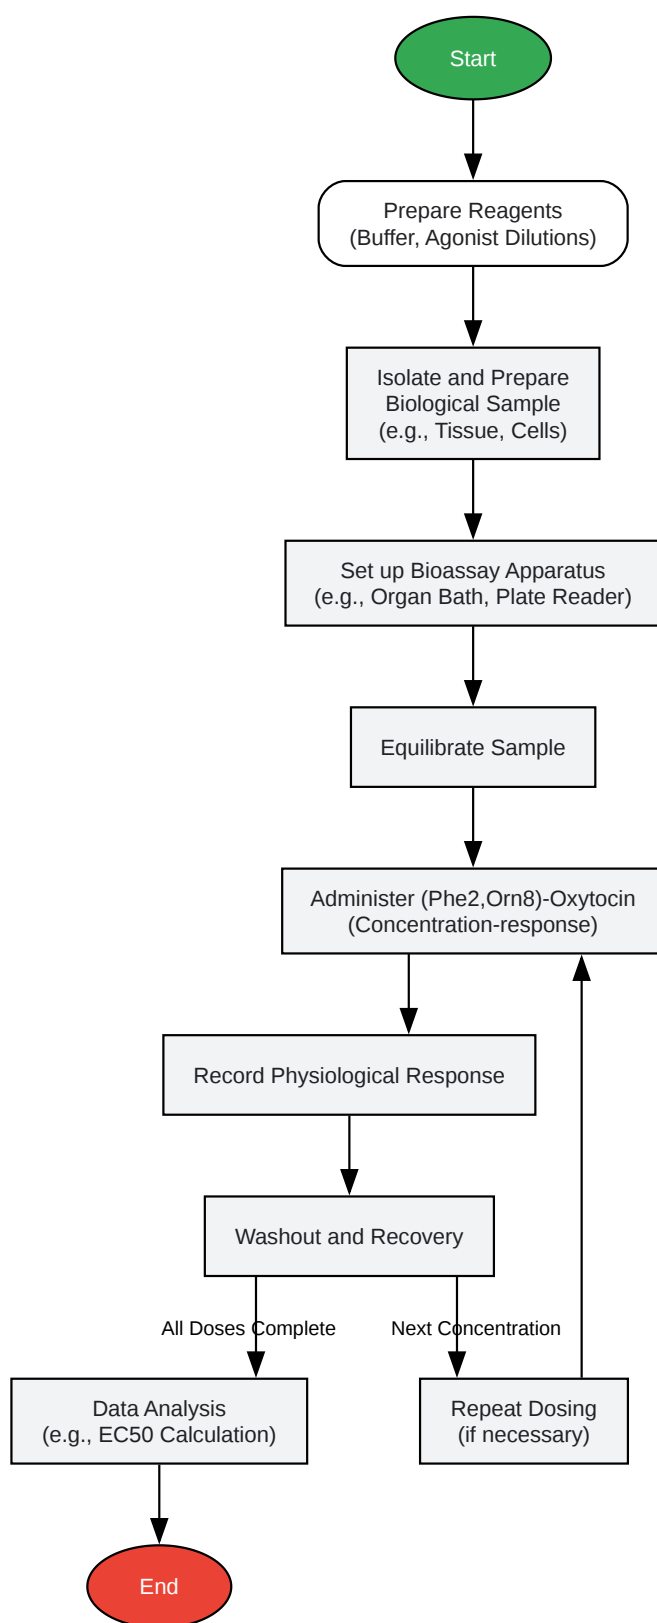 Start
Prepare Reagents
(Buffer, Agonist Dilutions)
Isolate and Prepare
Biological Sample
(e.g., Tissue, Cells)
Set up Bioassay Apparatus
(e.g., Organ Bath, Plate Reader)
Equilibrate Sample
Administer (Phe2,Orn8)-Oxytocin
(Concentration-response)
Record Physiological Response
Washout and Recovery
All Doses Complete
Next Concentration
Data Analysis
(e.g., EC50 Calculation)
Repeat Dosing
(if necessary)
End